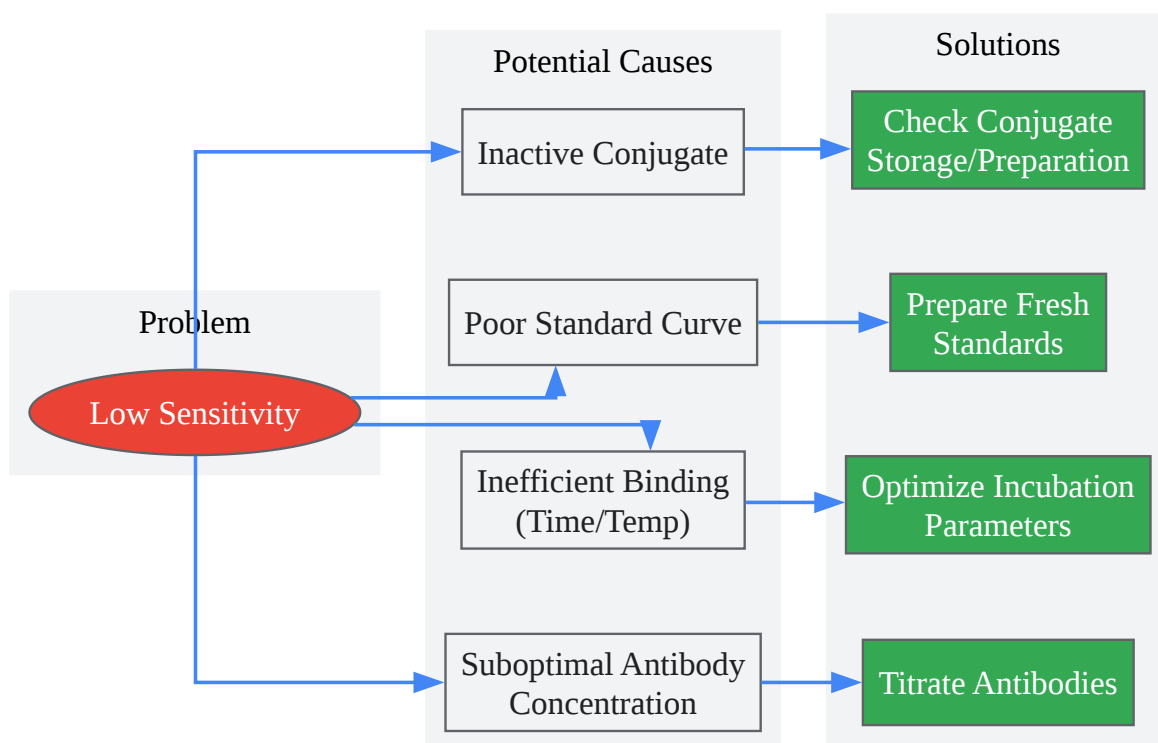 Problem
Low Sensitivity
Potential Causes
Inactive Conjugate
Poor Standard Curve
Inefficient Binding
(Time/Temp)
Suboptimal Antibody
Concentration
Solutions
Check Conjugate
Storage/Preparation
Prepare Fresh
Standards
Optimize Incubation
Parameters
Titrate Antibodies